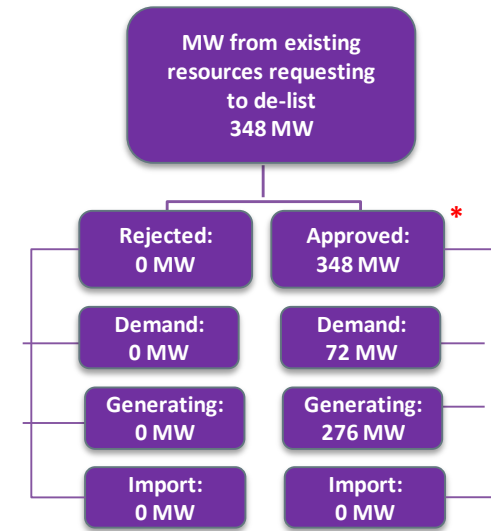 MW from existing
resources requesting
to de-list
348 MW
*
Rejected:
0 MW
Approved:
348 MW
Demand:
0 MW
Demand:
72 MW
Generating:
0 MW
Generating:
276 MW
Import:
0 MW
Import:
0 MW